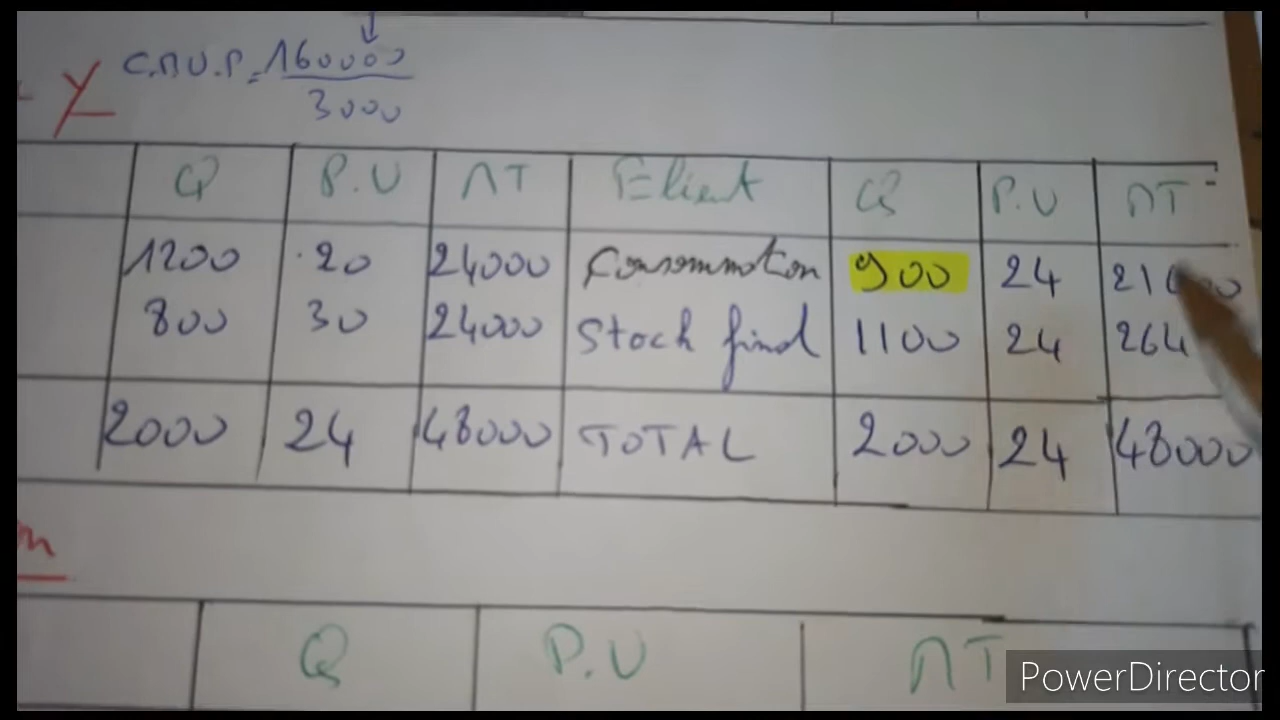 C.M.U.P = 160000
3000
Y
Q P.U MT Elément Q P.U MT
1200 20 24000 Consommation 900 24
800 30 24000 Stock final 1100 24
2000 24 48000 TOTAL 2000 24 48000
Q P.U MT
PowerDirector